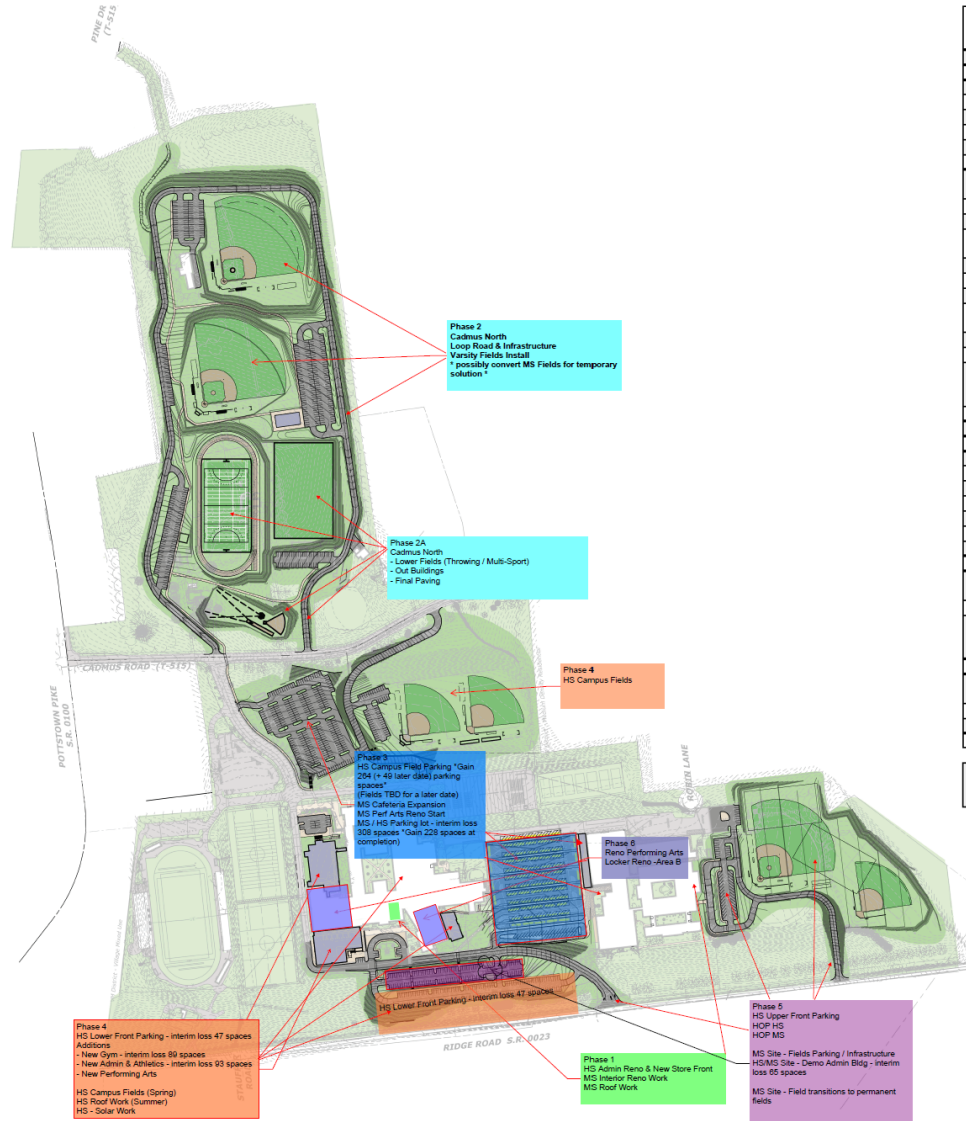 PINE DR
(T-515
Phase 2
Cadmus North
Loop Road & Infrastructure
Varsity Fields Install
* possibly convert MS Fields for temporary
solution *
Phase 2A
Cadmus North
- Lower Fields (Throwing / Multi-Sport)
- Out Buildings
- Final Paving
CADMUS ROAD (T-515)
POTTSTOWN PIKE
S.R. 0100
Phase 4
HS Campus Fields
ROBIN LANE
Phase 3
HS Campus Field Parking *Gain
264 (+ 49 later date) parking
spaces*
(Fields TBD for a later date)
MS Cafeteria Expansion
MS Perf Arts Reno Start
MS / HS Parking lot - interim loss
308 spaces *Gain 228 spaces at
completion)
Phase 6
Reno Performing Arts
Locker Reno -Area B
HS Lower Front Parking - interim loss 47 spaces
RIDGE ROAD S.R. 0023
Phase 4
HS Lower Front Parking - interim loss 47 spaces
Additions
- New Gym - interim loss 89 spaces
- New Admin & Athletics - interim loss 93 spaces
- New Performing Arts
HS Campus Fields (Spring)
HS Roof Work (Summer)
HS - Solar Work
Phase 1
HS Admin Reno & New Store Front
MS Interior Reno Work
MS Roof Work
Phase 5
HS Upper Front Parking
HOP HS
HOP MS
MS Site - Fields Parking / Infrastructure
HS/MS Site - Demo Admin Bldg - interim
loss 65 spaces
MS Site - Field transitions to permanent
fields